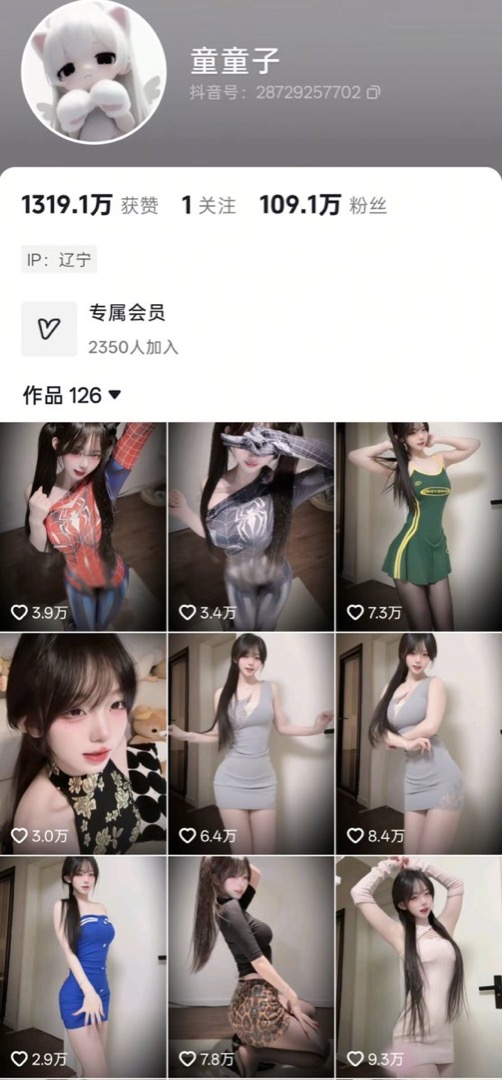 童童子
抖音号：28729257702
1319.1万 获赞 1 关注 109.1万 粉丝
IP：辽宁
专属会员
2350人加入
作品 126
3.9万 3.4万 7.3万
3.0万 6.4万 8.4万
2.9万 7.8万 9.3万